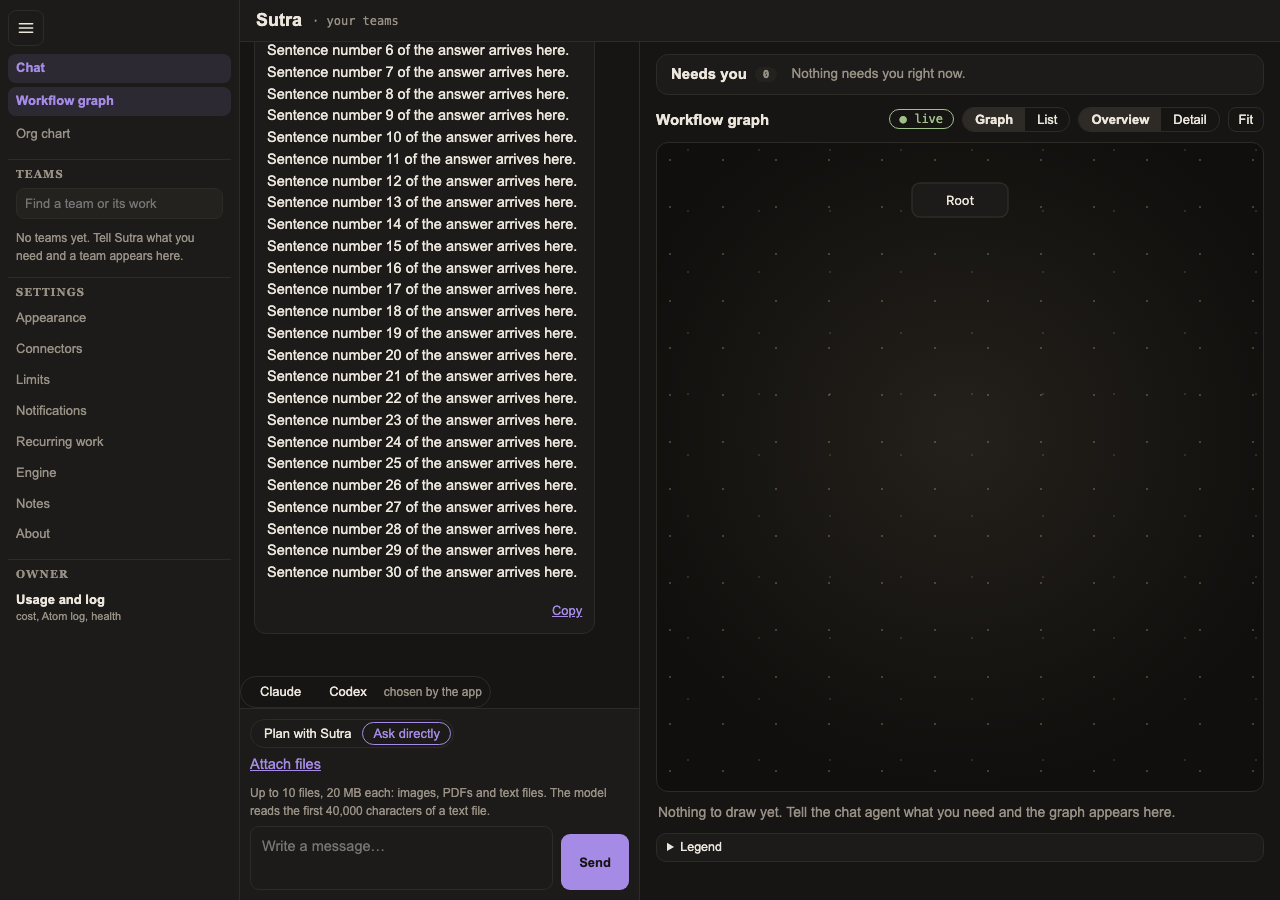 Sutra · your teams
Chat
Workflow graph
Org chart
TEAMS
Find a team or its work
No teams yet. Tell Sutra what you
need and a team appears here.
SETTINGS
Appearance
Connectors
Limits
Notifications
Recurring work
Engine
Notes
About
OWNER
Usage and log
cost, Atom log, health
Sentence number 6 of the answer arrives here.
Sentence number 7 of the answer arrives here.
Sentence number 8 of the answer arrives here.
Sentence number 9 of the answer arrives here.
Sentence number 10 of the answer arrives here.
Sentence number 11 of the answer arrives here.
Sentence number 12 of the answer arrives here.
Sentence number 13 of the answer arrives here.
Sentence number 14 of the answer arrives here.
Sentence number 15 of the answer arrives here.
Sentence number 16 of the answer arrives here.
Sentence number 17 of the answer arrives here.
Sentence number 18 of the answer arrives here.
Sentence number 19 of the answer arrives here.
Sentence number 20 of the answer arrives here.
Sentence number 21 of the answer arrives here.
Sentence number 22 of the answer arrives here.
Sentence number 23 of the answer arrives here.
Sentence number 24 of the answer arrives here.
Sentence number 25 of the answer arrives here.
Sentence number 26 of the answer arrives here.
Sentence number 27 of the answer arrives here.
Sentence number 28 of the answer arrives here.
Sentence number 29 of the answer arrives here.
Sentence number 30 of the answer arrives here.
Copy
Claude Codex chosen by the app
Plan with Sutra Ask directly
Attach files
Up to 10 files, 20 MB each: images, PDFs and text files. The model
reads the first 40,000 characters of a text file.
Write a message…
Send
Needs you 0 Nothing needs you right now.
Workflow graph live Graph List Overview Detail Fit
Root
Nothing to draw yet. Tell the chat agent what you need and the graph appears here.
Legend